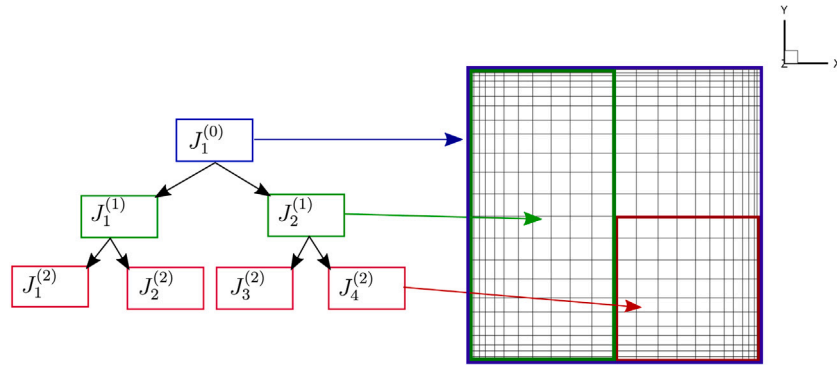 Y
Z X
J_1^{(0)}
J_1^{(1)} J_2^{(1)}
J_1^{(2)} J_2^{(2)} J_3^{(2)} J_4^{(2)}